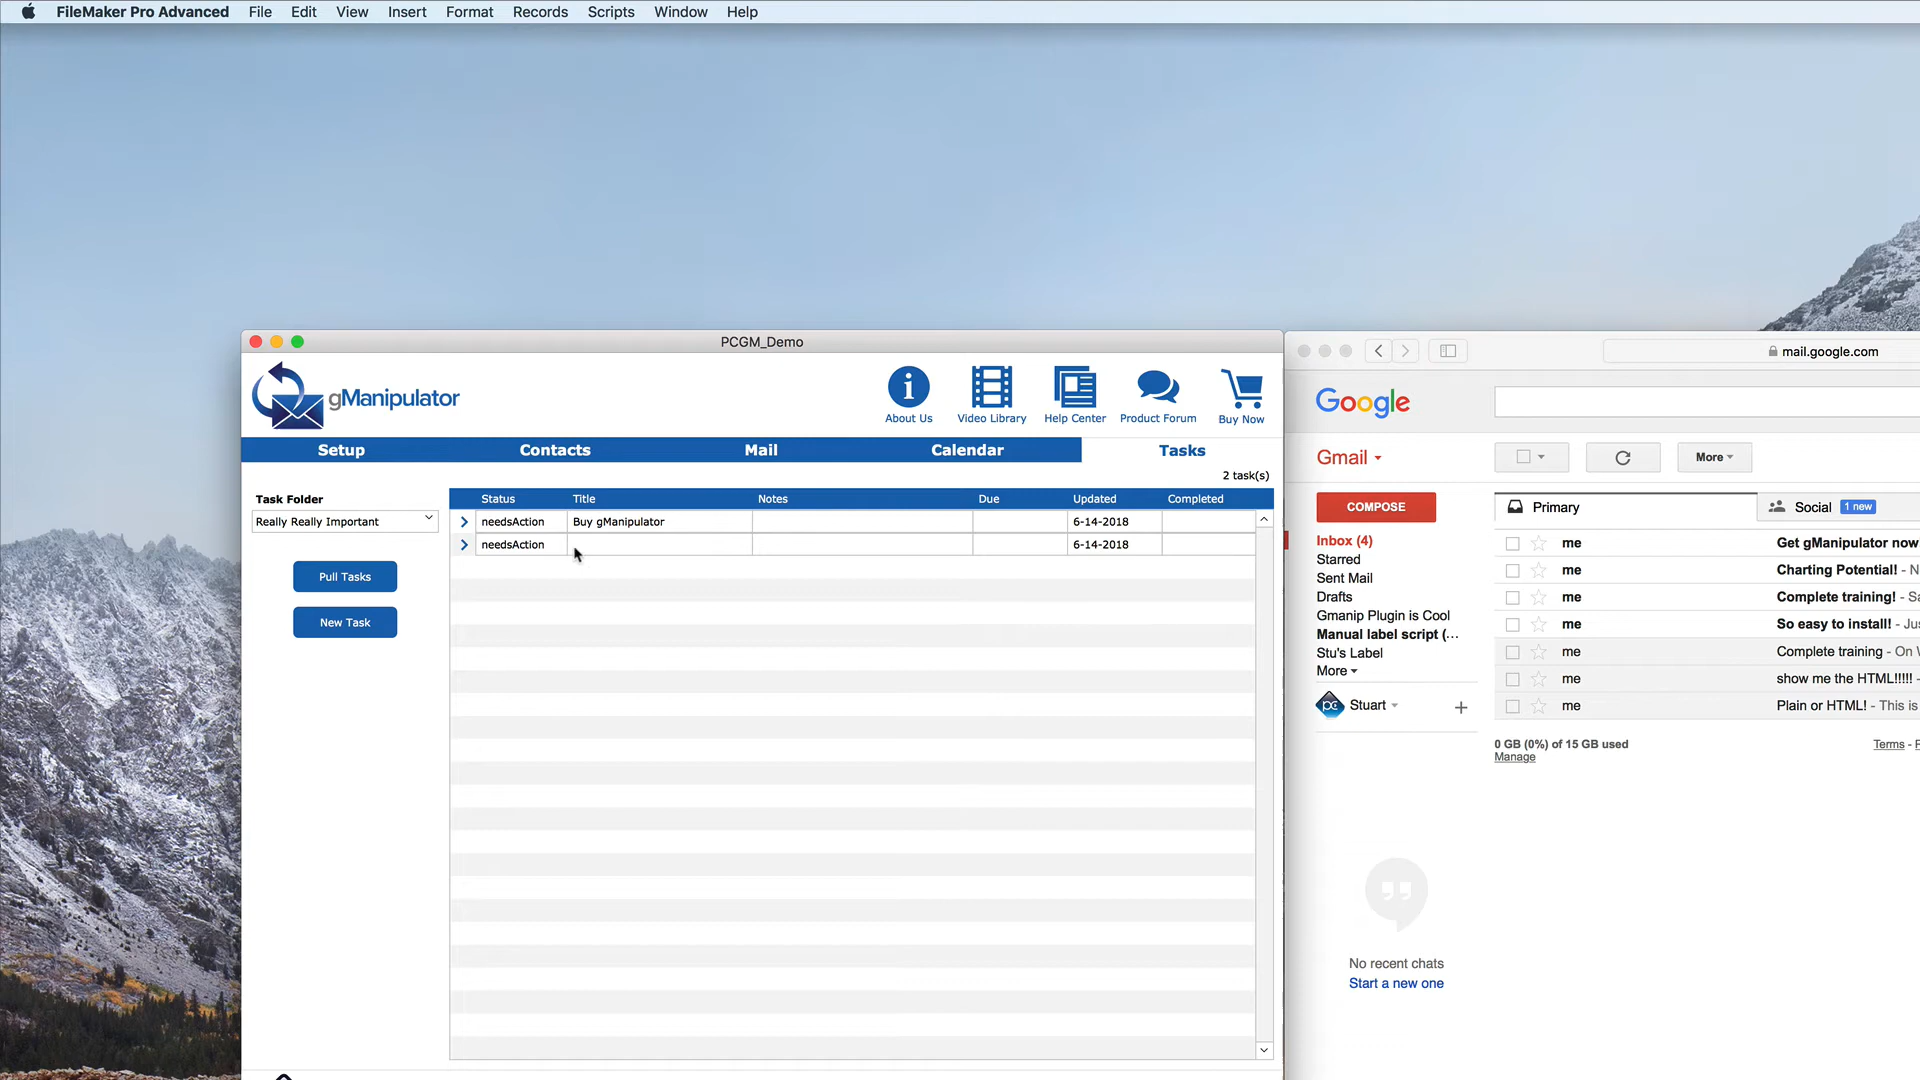 FileMaker Pro Advanced File Edit View Insert Format Records Scripts Window Help
PCGM_Demo
gManipulator
About Us Video Library Help Center Product Forum Buy Now
Setup Contacts Mail Calendar Tasks
2 task(s)
Task Folder
Really Really Important
Pull Tasks
New Task
Status Title Notes Due Updated Completed
needsAction Buy gManipulator 6-14-2018
needsAction 6-14-2018
mail.google.com
Google
Gmail
More
COMPOSE
Primary
Social 1 new
Inbox (4)
Starred
Sent Mail
Drafts
Gmanip Plugin is Cool
Manual label script (...
Stu's Label
More
pc Stuart
me Get gManipulator now
me Charting Potential! - N
me Complete training! - Sa
me So easy to install! - Jus
me Complete training - On W
me show me the HTML!!!!! -
me Plain or HTML! - This is
0 GB (0%) of 15 GB used
Manage
Terms - P
No recent chats
Start a new one